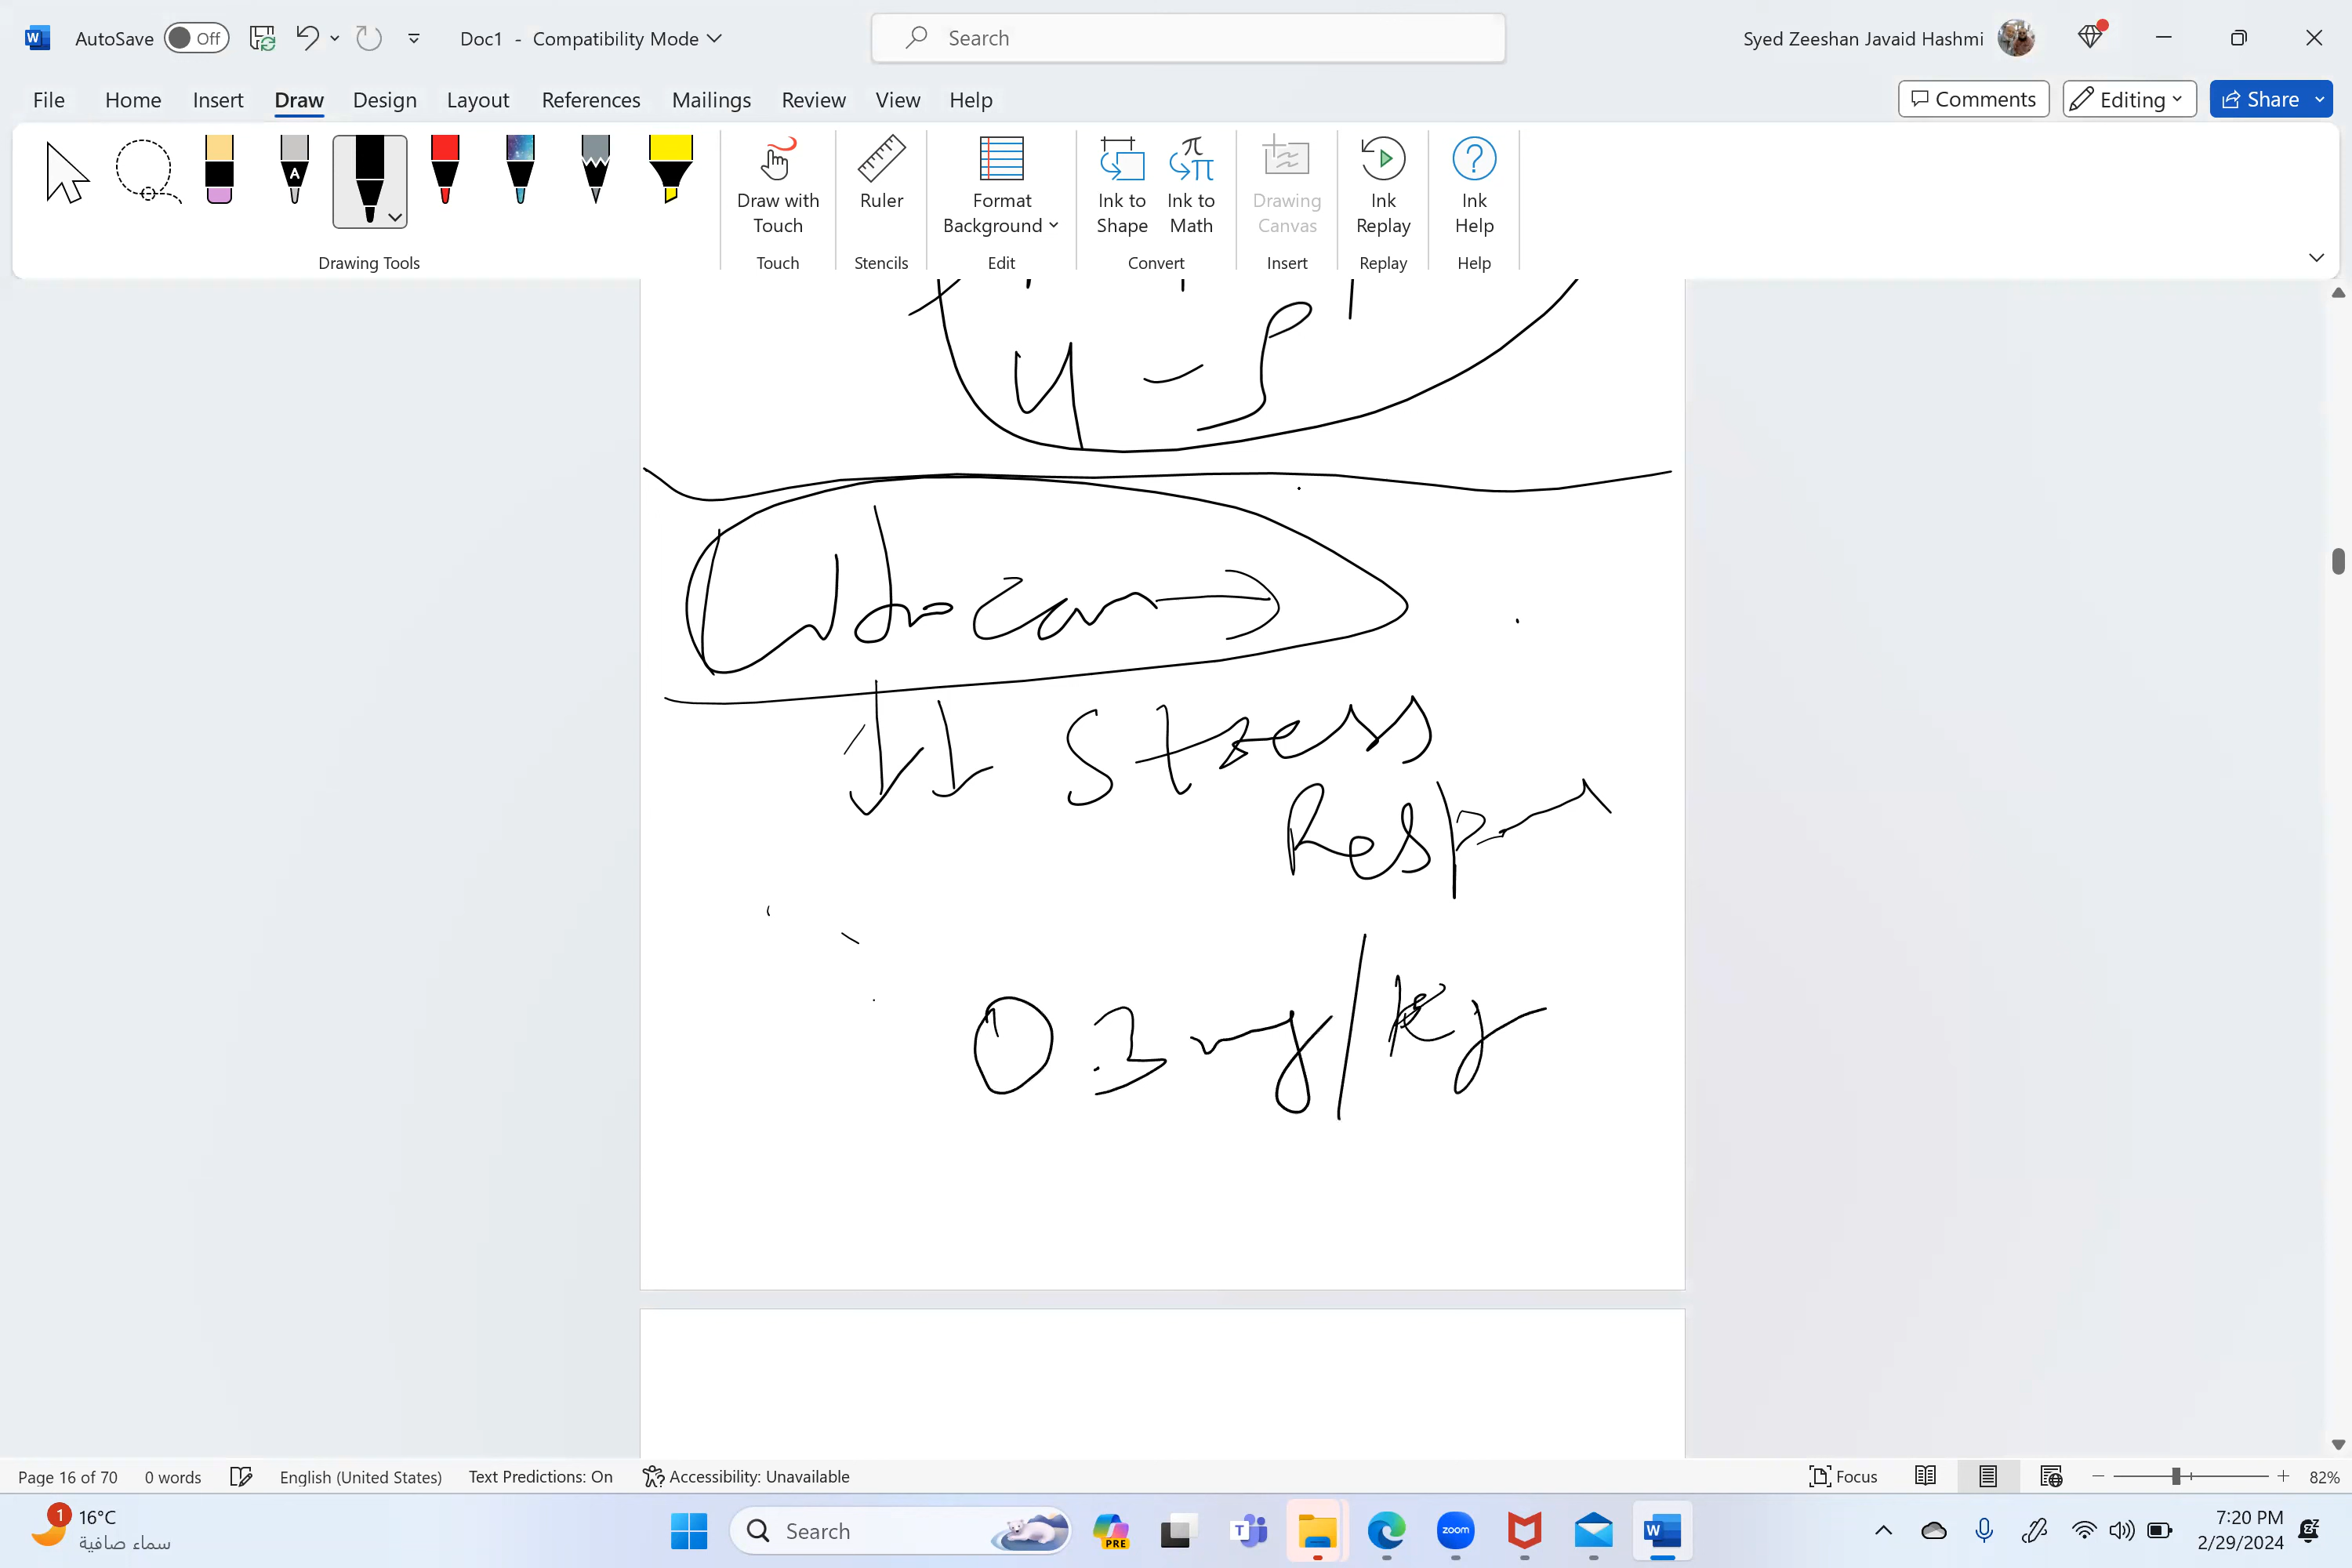 AutoSave Off Doc1 - Compatibility Mode Search Syed Zeeshan Javaid Hashmi
File Home Insert Draw Design Layout References Mailings Review View Help Comments Editing Share
A
Draw with Touch Ruler Format Background Ink to Shape Ink to Math Drawing Canvas Ink Replay Ink Help
Drawing Tools Touch Stencils Edit Convert Insert Replay Help
↓↓ Stress
0.3 mg/kg
Page 16 of 70 0 words English (United States) Text Predictions: On Accessibility: Unavailable Focus 82%
1 16°C Search PRE T zoom W 7:20 PM
سماء صافية 2/29/2024